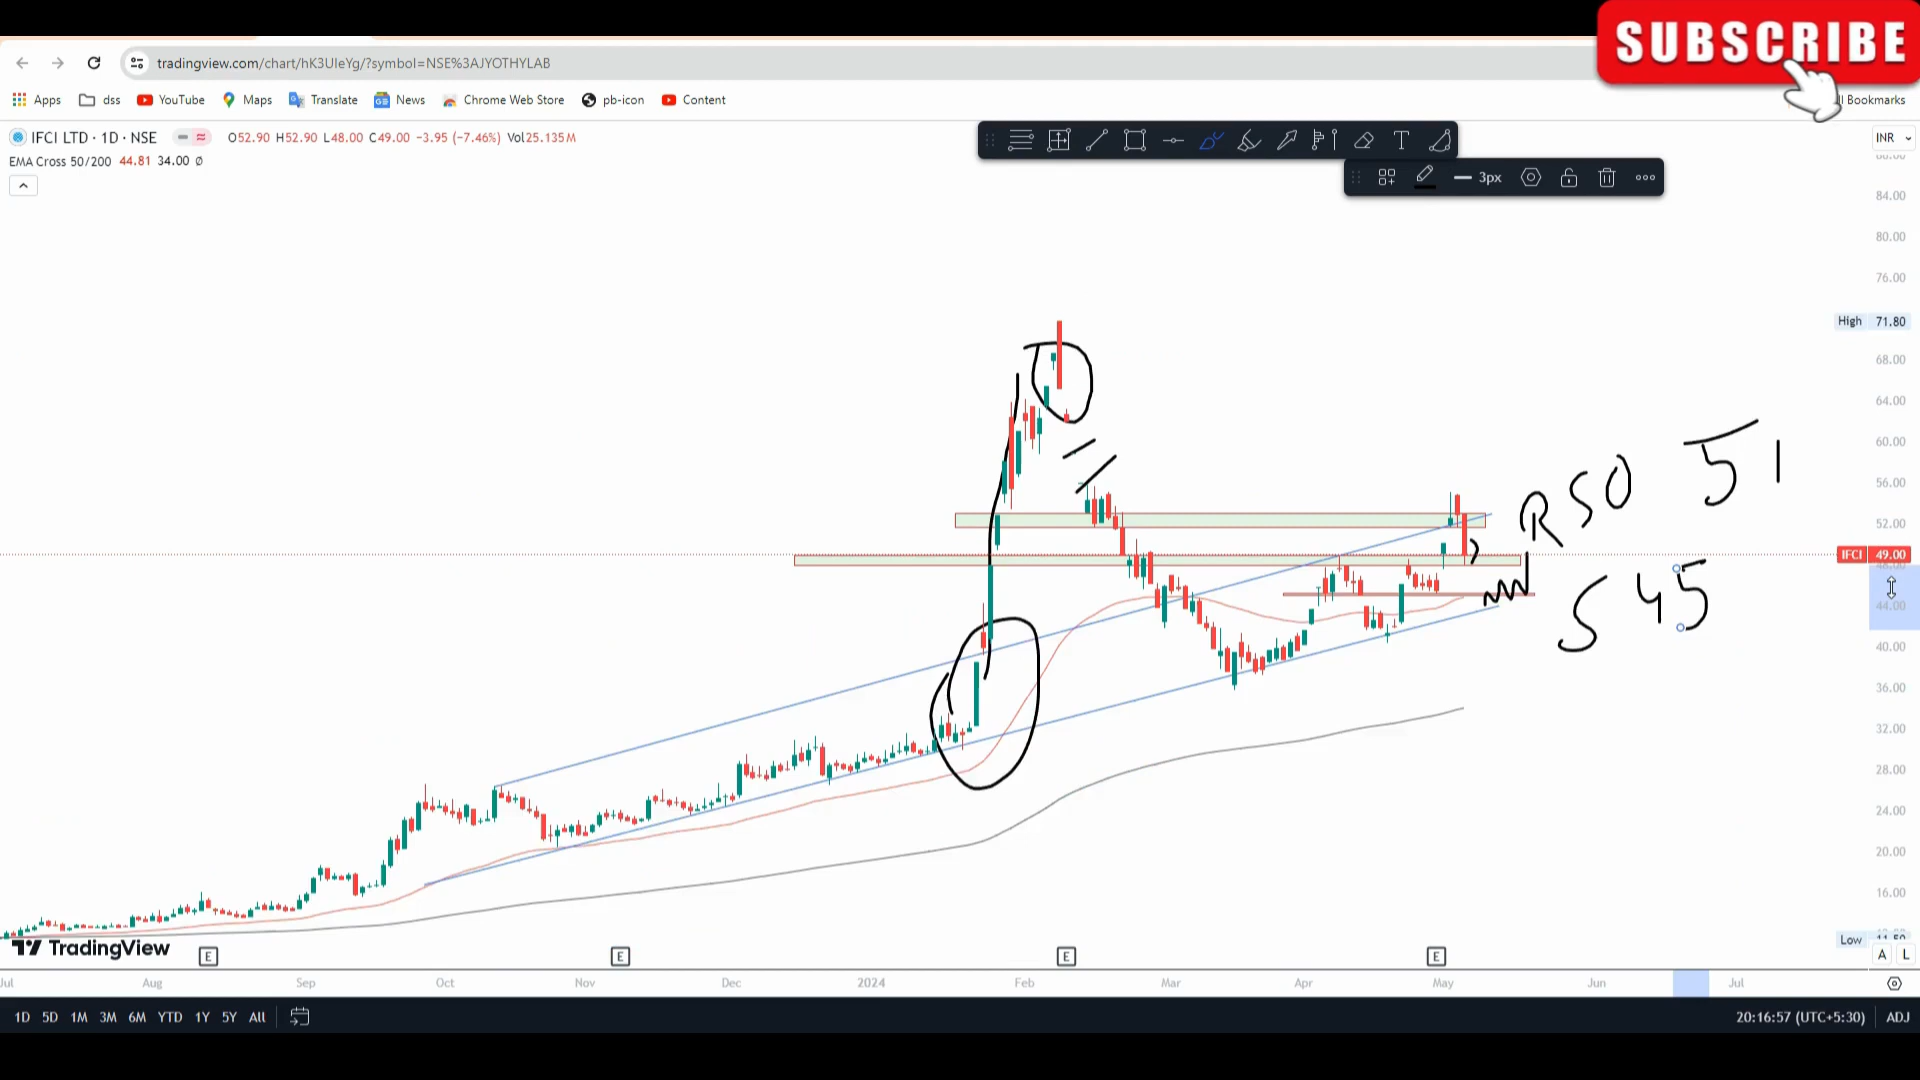 SUBSCRIBE
tradingview.com/chart/hK3UIeYg/?symbol=NSE%3AJYOTHYLAB
Apps dss YouTube Maps Translate News Chrome Web Store pb-icon Content Bookmarks
IFCI LTD · 1D · NSE O52.90 H52.90 L48.00 C49.00 −3.95 (−7.46%) Vol25.135M
INR
EMA Cross 50/200 44.81 34.00 Ø
T
3px
84.00
80.00
76.00
High 71.80
68.00
64.00
60.00
56.00
52.00
IFCI 49.00
44.00
40.00
36.00
32.00
28.00
24.00
20.00
16.00
R 50 51
S 45
Low
TradingView
E E E E
A L
Jul Aug Sep Oct Nov Dec 2024 Feb Mar Apr May Jun Jul
1D 5D 1M 3M 6M YTD 1Y 5Y All
20:16:57 (UTC+5:30) ADJ